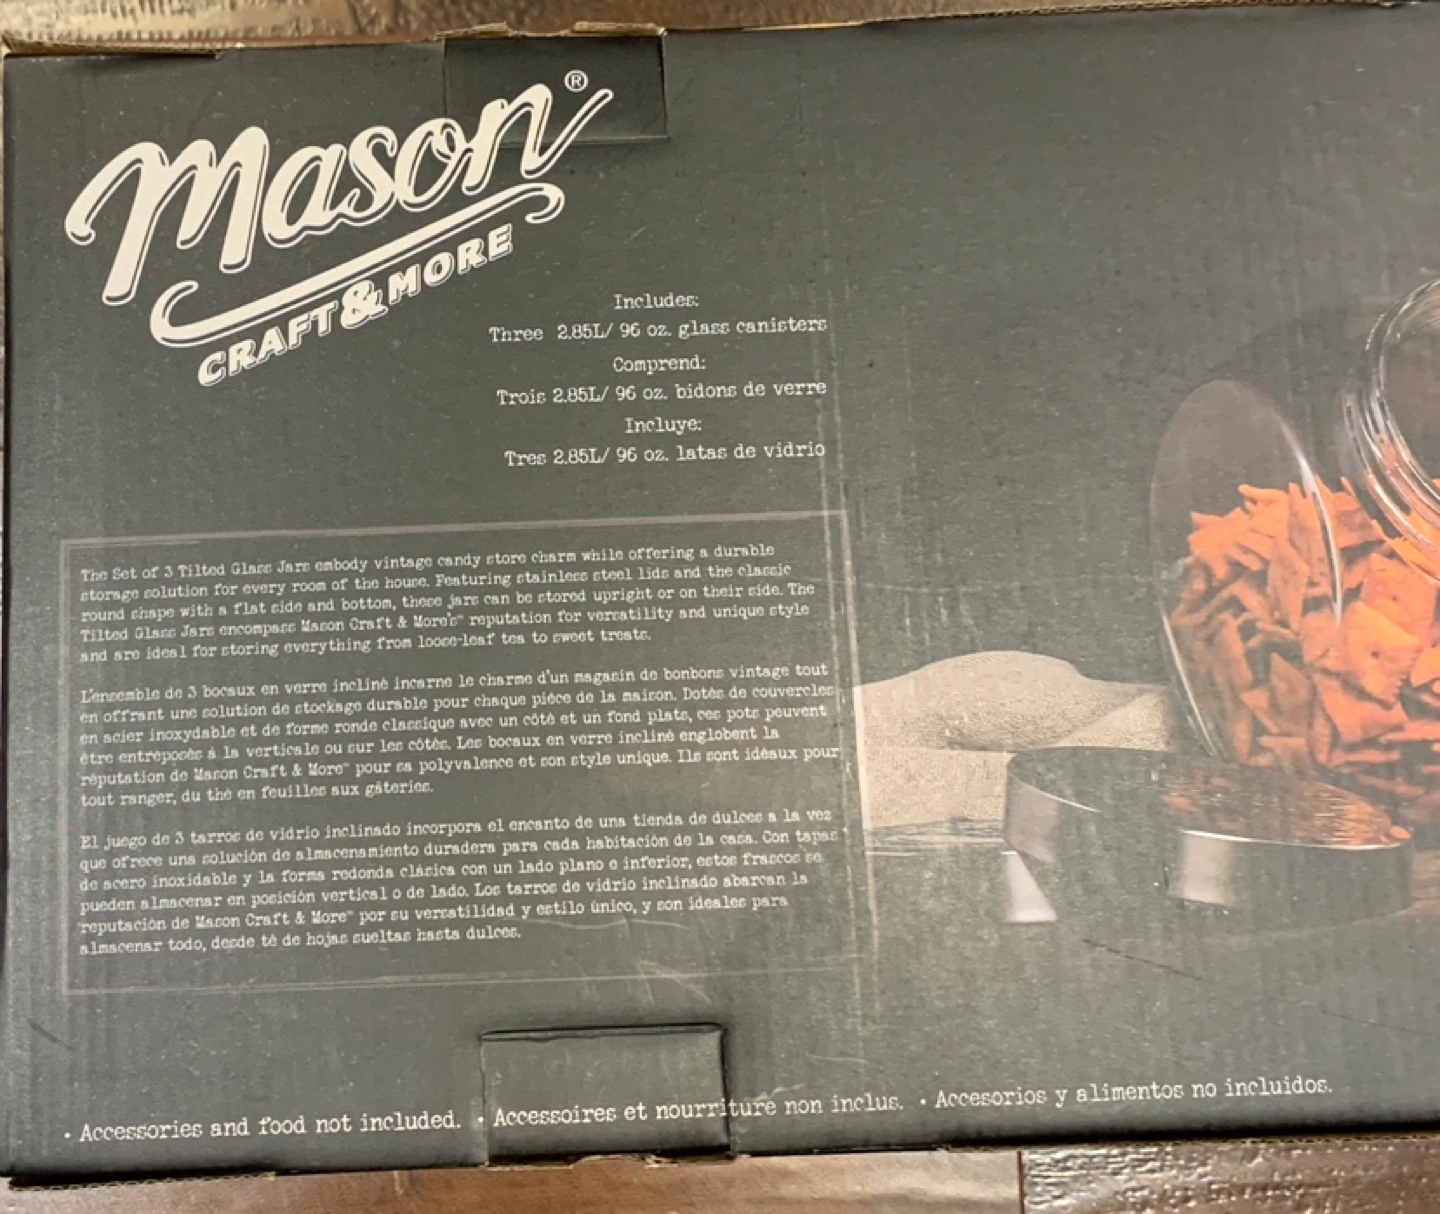 Mason®
CRAFT & MORE
Includes:
Three 2.85L/ 96 oz. glass canisters
Comprend:
Trois 2.85L/ 96 oz. bidons de verre
Incluye:
Tres 2.85L/ 96 oz. latas de vidrio
The Set of 3 Tilted Glass Jars embody vintage candy store charm while offering a durable
storage solution for every room of the house. Featuring stainless steel lids and the classic
round shape with a flat side and bottom, these jars can be stored upright or on their side. The
Tilted Glass Jars encompass Mason Craft & More's™ reputation for versatility and unique style
and are ideal for storing everything from loose-leaf tea to sweet treats.
L'ensemble de 3 bocaux en verre incliné incarne le charme d'un magasin de bonbons vintage tout
en offrant une solution de stockage durable pour chaque pièce de la maison. Dotés de couvercles
en acier inoxydable et de forme ronde classique avec un côté et un fond plats, ces pots peuvent
être entreposés à la verticale ou sur les côtés. Les bocaux en verre incliné englobent la
réputation de Mason Craft & More™ pour sa polyvalence et son style unique. Ils sont idéaux pour
tout ranger, du thé en feuilles aux gâteries.
El juego de 3 tarros de vidrio inclinado incorpora el encanto de una tienda de dulces a la vez
que ofrece una solución de almacenamiento duradera para cada habitación de la casa. Con tapas
de acero inoxidable y la forma redonda clásica con un lado plano e inferior, estos frascos se
pueden almacenar en posición vertical o de lado. Los tarros de vidrio inclinado abarcan la
reputación de Mason Craft & More™ por su versatilidad y estilo único, y son ideales para
almacenar todo, desde té de hojas sueltas hasta dulces.
• Accessories and food not included. • Accessoires et nourriture non inclus. • Accesorios y alimentos no incluidos.